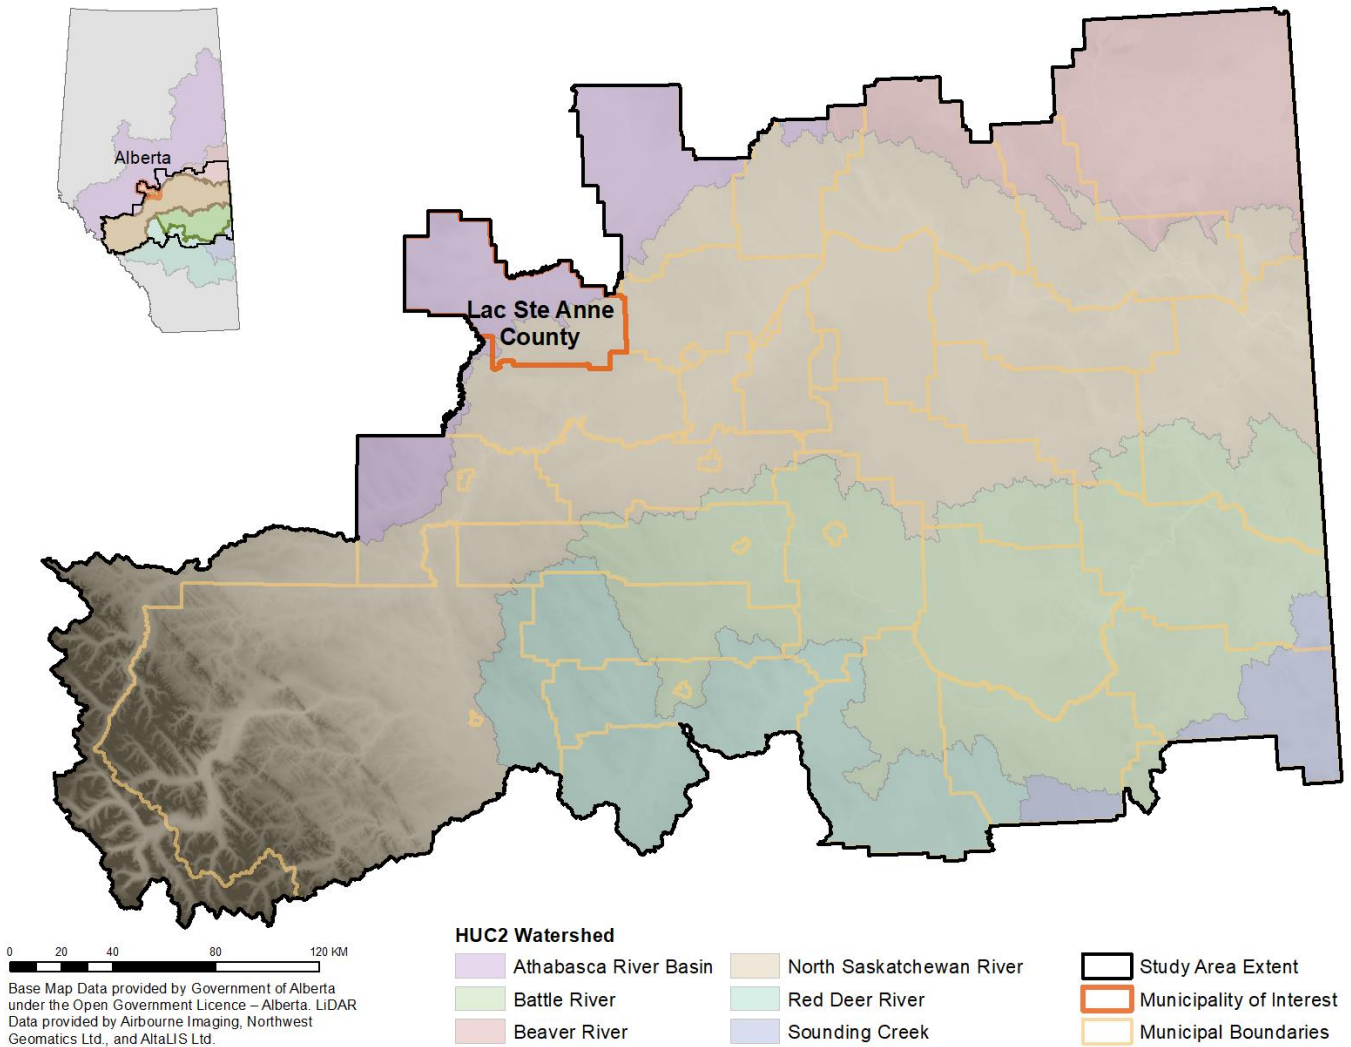 Alberta
Lac Ste Anne
County
0 20 40 80 120 KM
Base Map Data provided by Government of Alberta
under the Open Government Licence – Alberta. LiDAR
Data provided by Airbourne Imaging, Northwest
Geomatics Ltd., and AltaLIS Ltd.
HUC2 Watershed
Athabasca River Basin
Battle River
Beaver River
North Saskatchewan River
Red Deer River
Sounding Creek
Study Area Extent
Municipality of Interest
Municipal Boundaries